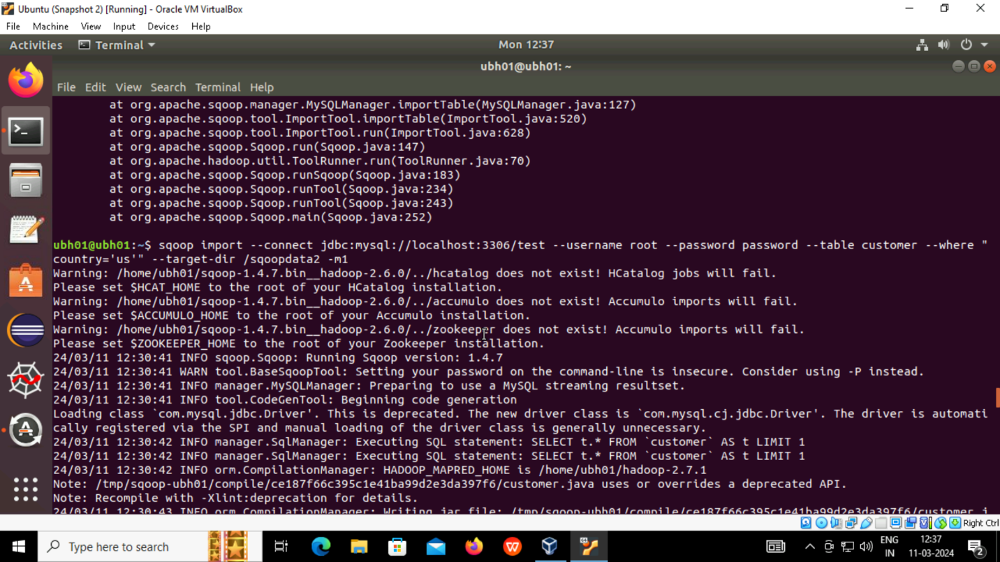 Ubuntu (Snapshot 2) [Running] - Oracle VM VirtualBox
File Machine View Input Devices Help
Activities Terminal Mon 12:37
ubh01@ubh01: ~
File Edit View Search Terminal Help
at org.apache.sqoop.manager.MySQLManager.importTable(MySQLManager.java:127)
at org.apache.sqoop.tool.ImportTool.importTable(ImportTool.java:520)
at org.apache.sqoop.tool.ImportTool.run(ImportTool.java:628)
at org.apache.sqoop.Sqoop.run(Sqoop.java:147)
at org.apache.hadoop.util.ToolRunner.run(ToolRunner.java:70)
at org.apache.sqoop.Sqoop.runSqoop(Sqoop.java:183)
at org.apache.sqoop.Sqoop.runTool(Sqoop.java:234)
at org.apache.sqoop.Sqoop.runTool(Sqoop.java:243)
at org.apache.sqoop.Sqoop.main(Sqoop.java:252)
ubh01@ubh01:~$ sqoop import --connect jdbc:mysql://localhost:3306/test --username root --password password --table customer --where "
country='us'" --target-dir /sqoopdata2 -m1
Warning: /home/ubh01/sqoop-1.4.7.bin__hadoop-2.6.0/../hcatalog does not exist! HCatalog jobs will fail.
Please set $HCAT_HOME to the root of your HCatalog installation.
Warning: /home/ubh01/sqoop-1.4.7.bin__hadoop-2.6.0/../accumulo does not exist! Accumulo imports will fail.
Please set $ACCUMULO_HOME to the root of your Accumulo installation.
Warning: /home/ubh01/sqoop-1.4.7.bin__hadoop-2.6.0/../zookeeper does not exist! Accumulo imports will fail.
Please set $ZOOKEEPER_HOME to the root of your Zookeeper installation.
24/03/11 12:30:41 INFO sqoop.Sqoop: Running Sqoop version: 1.4.7
24/03/11 12:30:41 WARN tool.BaseSqoopTool: Setting your password on the command-line is insecure. Consider using -P instead.
24/03/11 12:30:41 INFO manager.MySQLManager: Preparing to use a MySQL streaming resultset.
24/03/11 12:30:41 INFO tool.CodeGenTool: Beginning code generation
Loading class `com.mysql.jdbc.Driver'. This is deprecated. The new driver class is `com.mysql.cj.jdbc.Driver'. The driver is automati
cally registered via the SPI and manual loading of the driver class is generally unnecessary.
24/03/11 12:30:42 INFO manager.SqlManager: Executing SQL statement: SELECT t.* FROM `customer` AS t LIMIT 1
24/03/11 12:30:42 INFO manager.SqlManager: Executing SQL statement: SELECT t.* FROM `customer` AS t LIMIT 1
24/03/11 12:30:42 INFO orm.CompilationManager: HADOOP_MAPRED_HOME is /home/ubh01/hadoop-2.7.1
Note: /tmp/sqoop-ubh01/compile/ce187f66c395c1e41ba99d2e3da397f6/customer.java uses or overrides a deprecated API.
Note: Recompile with -Xlint:deprecation for details.
24/03/11 12:30:43 INFO orm.CompilationManager: Writing jar file: /tmp/sqoop-ubh01/compile/ce187f66c395c1e41ba99d2e3da397f6/customer.j
Right Ctrl
Type here to search
ENG
IN
12:37
11-03-2024
2